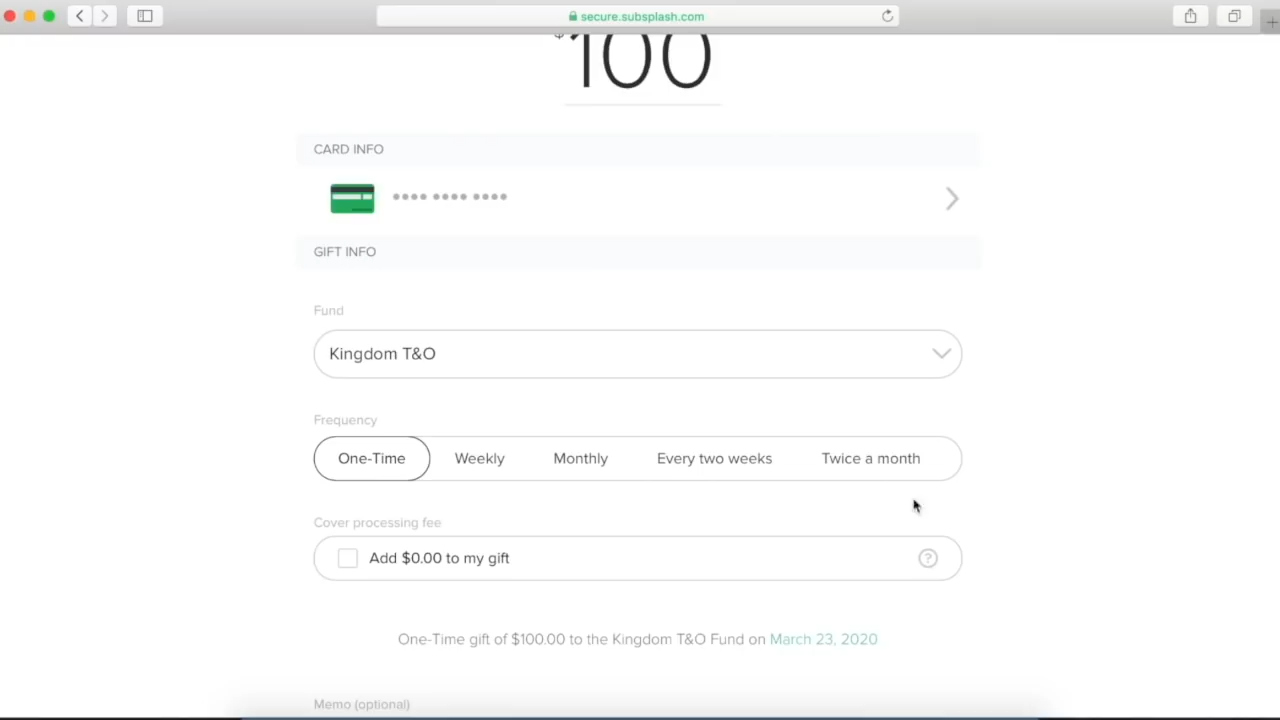 secure.subsplash.com
$100
CARD INFO
•••• •••• ••••
GIFT INFO
Fund
Kingdom T&O
Frequency
One-Time Weekly Monthly Every two weeks Twice a month
Cover processing fee
Add $0.00 to my gift ?
One-Time gift of $100.00 to the Kingdom T&O Fund on March 23, 2020
Memo (optional)